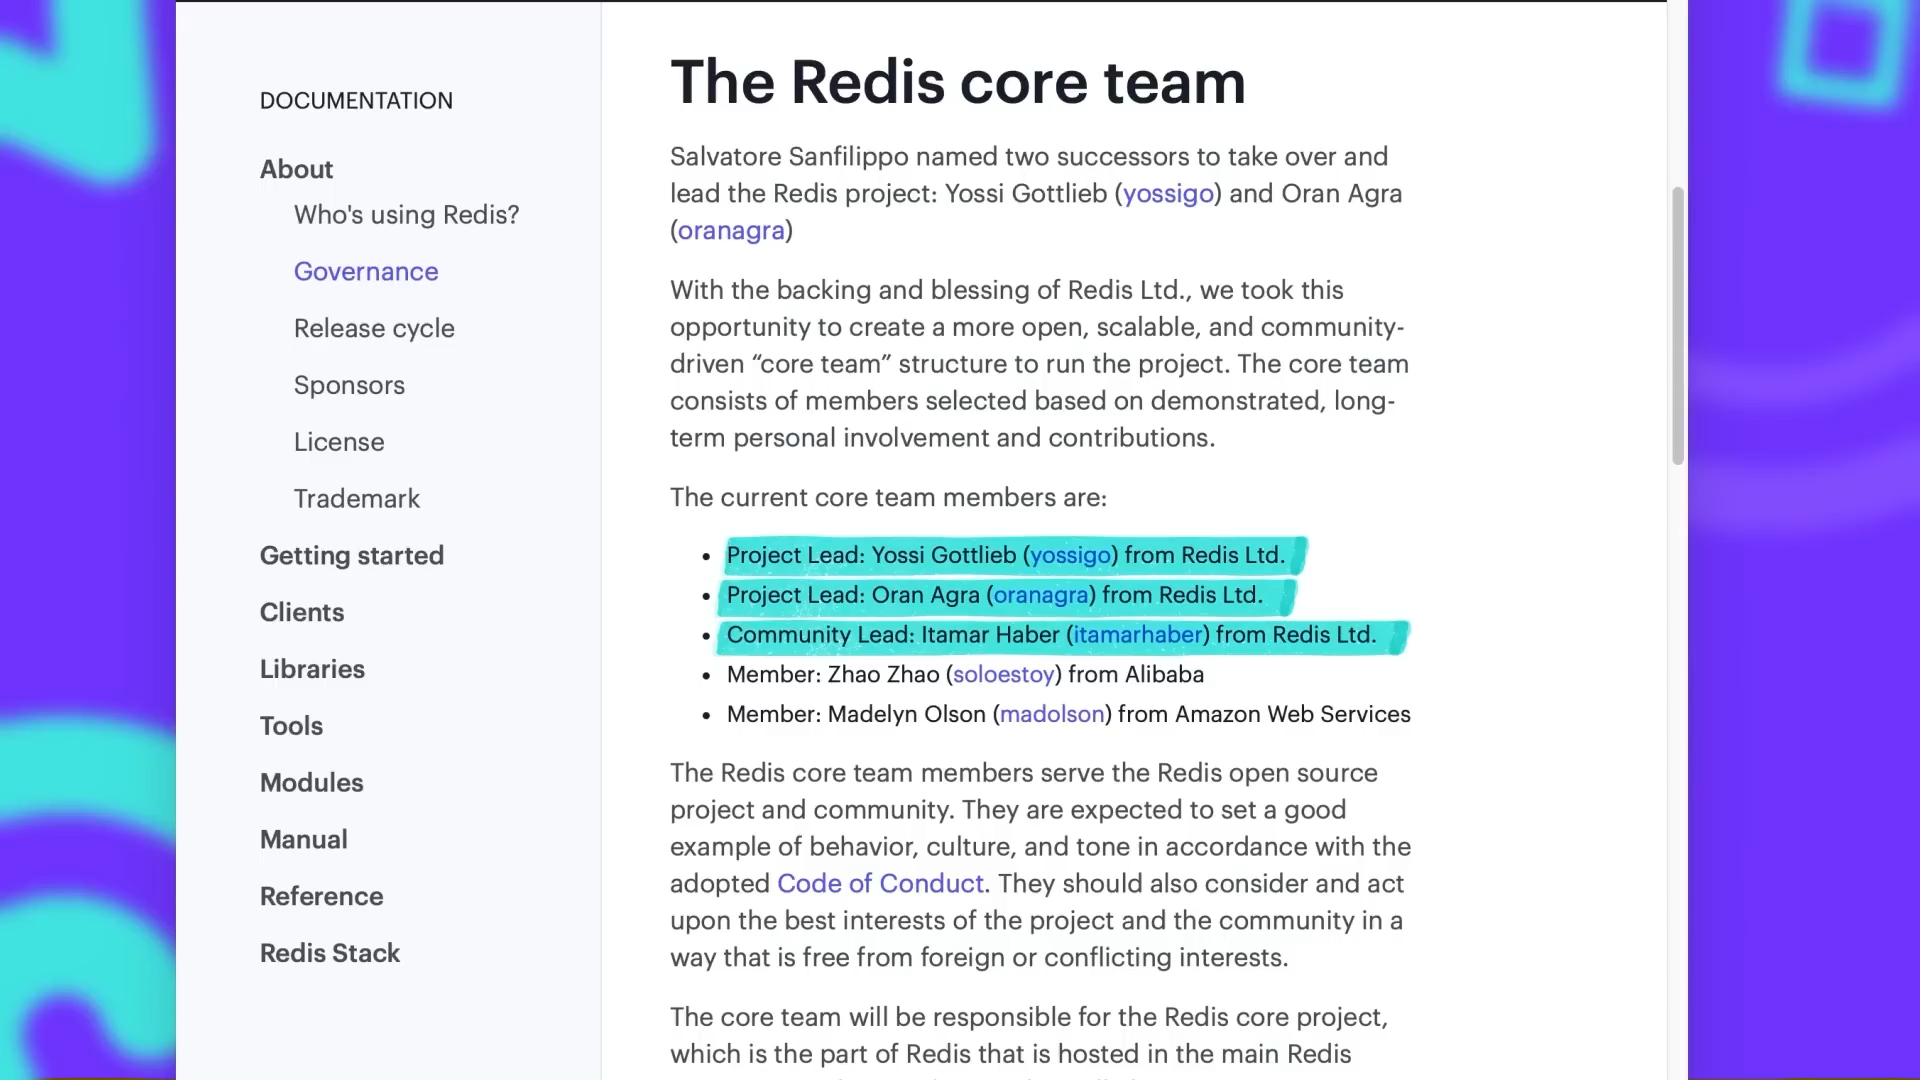 DOCUMENTATION
About
Who's using Redis?
Governance
Release cycle
Sponsors
License
Trademark
Getting started
Clients
Libraries
Tools
Modules
Manual
Reference
Redis Stack
The Redis core team
Salvatore Sanfilippo named two successors to take over and
lead the Redis project: Yossi Gottlieb (yossigo) and Oran Agra
(oranagra)
With the backing and blessing of Redis Ltd., we took this
opportunity to create a more open, scalable, and community-
driven “core team” structure to run the project. The core team
consists of members selected based on demonstrated, long-
term personal involvement and contributions.
The current core team members are:
• Project Lead: Yossi Gottlieb (yossigo) from Redis Ltd.
• Project Lead: Oran Agra (oranagra) from Redis Ltd.
• Community Lead: Itamar Haber (itamarhaber) from Redis Ltd.
• Member: Zhao Zhao (soloestoy) from Alibaba
• Member: Madelyn Olson (madolson) from Amazon Web Services
The Redis core team members serve the Redis open source
project and community. They are expected to set a good
example of behavior, culture, and tone in accordance with the
adopted Code of Conduct. They should also consider and act
upon the best interests of the project and the community in a
way that is free from foreign or conflicting interests.
The core team will be responsible for the Redis core project,
which is the part of Redis that is hosted in the main Redis